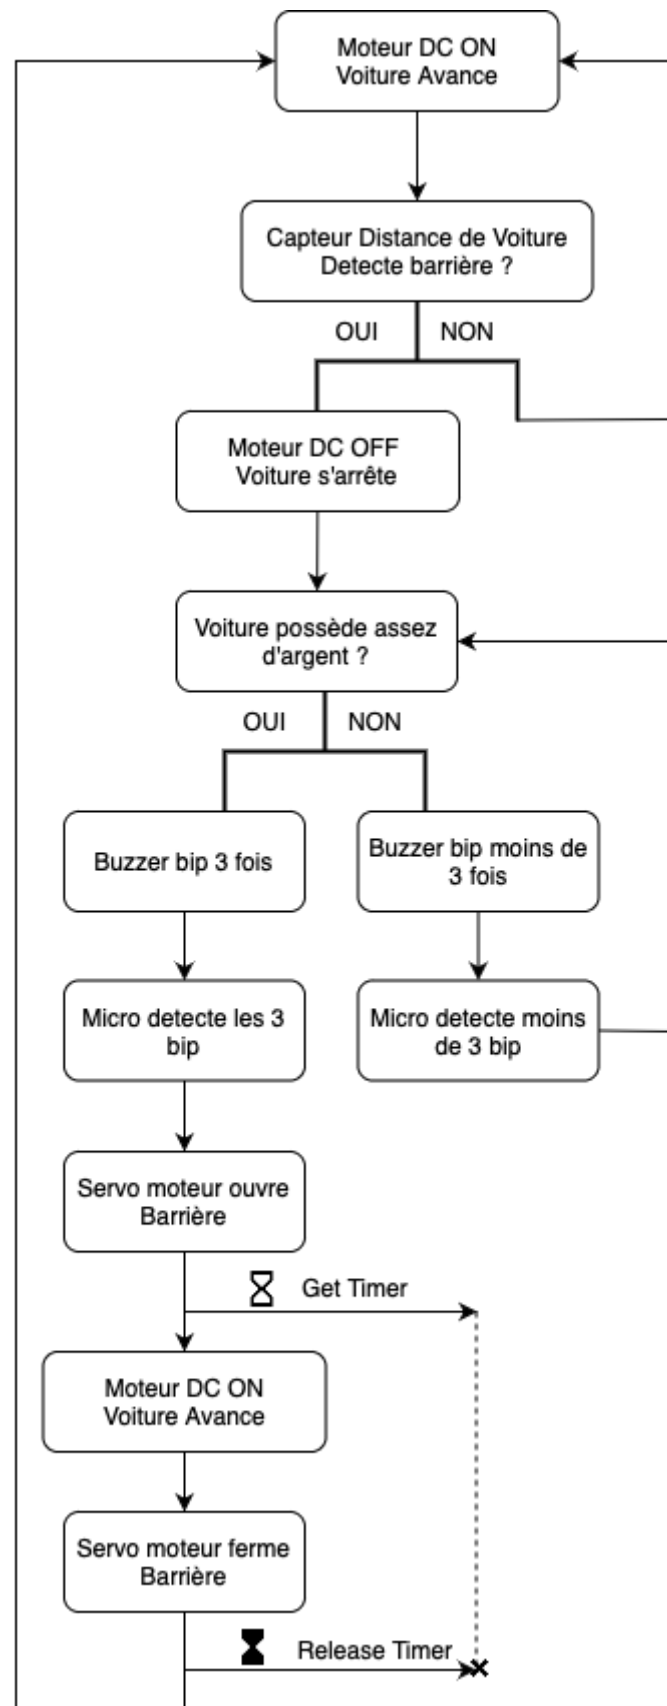 Moteur DC ON
Voiture Avance
Capteur Distance de Voiture
Detecte barrière ?
OUI
NON
Moteur DC OFF
Voiture s'arrête
Voiture possède assez
d'argent ?
OUI
NON
Buzzer bip 3 fois
Buzzer bip moins de
3 fois
Micro detecte les 3
bip
Micro detecte moins
de 3 bip
Servo moteur ouvre
Barrière
Get Timer
Moteur DC ON
Voiture Avance
Servo moteur ferme
Barrière
Release Timer